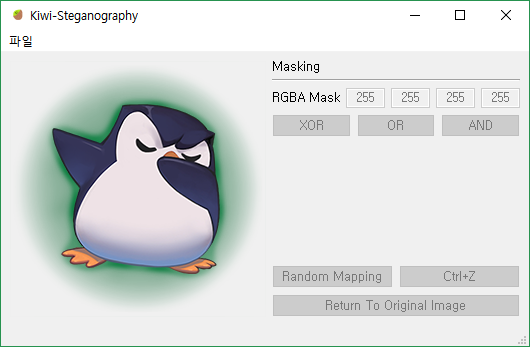 Kiwi-Steganography
파일
Masking
RGBA Mask 255 255 255 255
XOR OR AND
Random Mapping Ctrl+Z
Return To Original Image